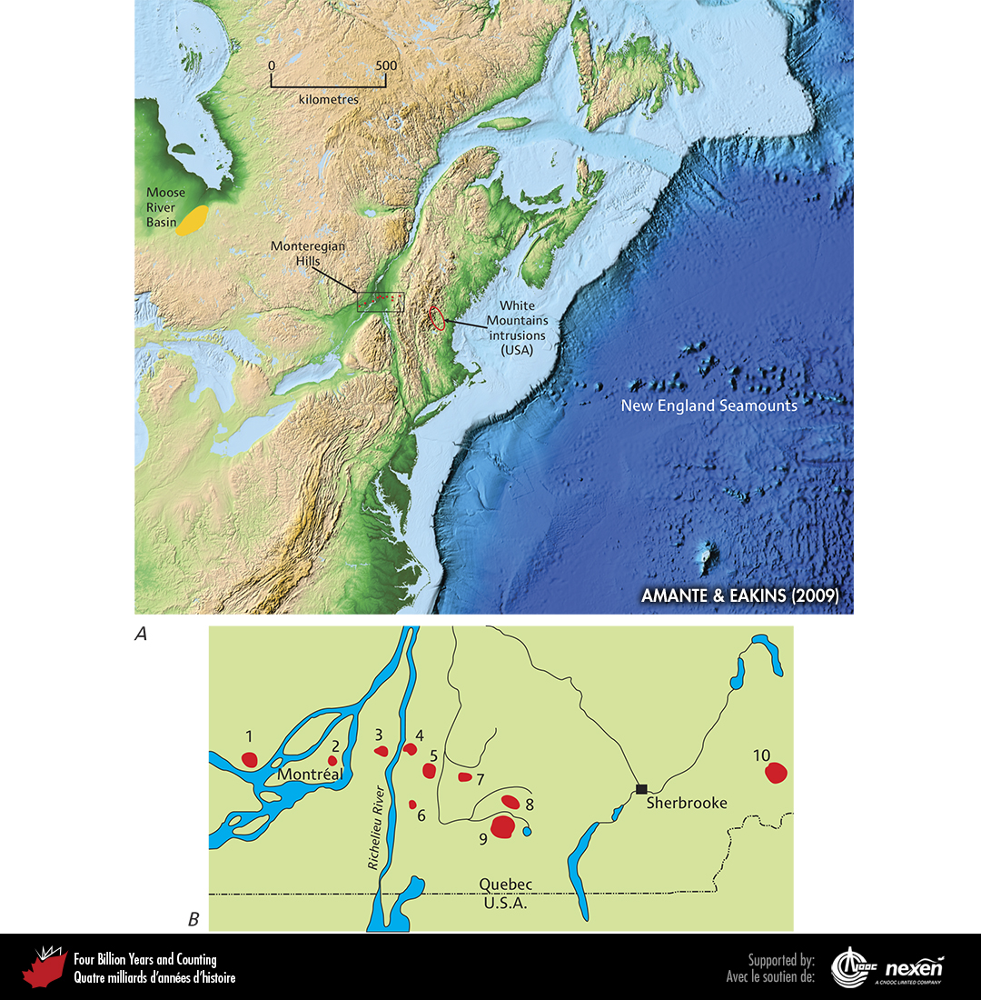 0 500
kilometres
Moose
River
Basin
Monteregian
Hills
White
Mountains
intrusions
(USA)
New England Seamounts
AMANTE & EAKINS (2009)
A
1
2
3
4
5
6
7
8
9
10
Montréal
Richelieu River
Sherbrooke
Quebec
U.S.A.
B
Four Billion Years and Counting
Quatre milliards d'années d'histoire
Supported by:
Avec le soutien de:
CNOOC
nexen
A CNOOC LIMITED COMPANY